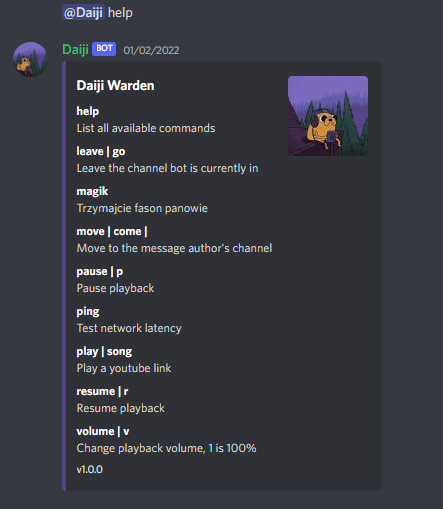 @Daiji help
Daiji BOT 01/02/2022
Daiji Warden
help
List all available commands
leave | go
Leave the channel bot is currently in
magik
Trzymajcie fason panowie
move | come |
Move to the message author's channel
pause | p
Pause playback
ping
Test network latency
play | song
Play a youtube link
resume | r
Resume playback
volume | v
Change playback volume, 1 is 100%
v1.0.0